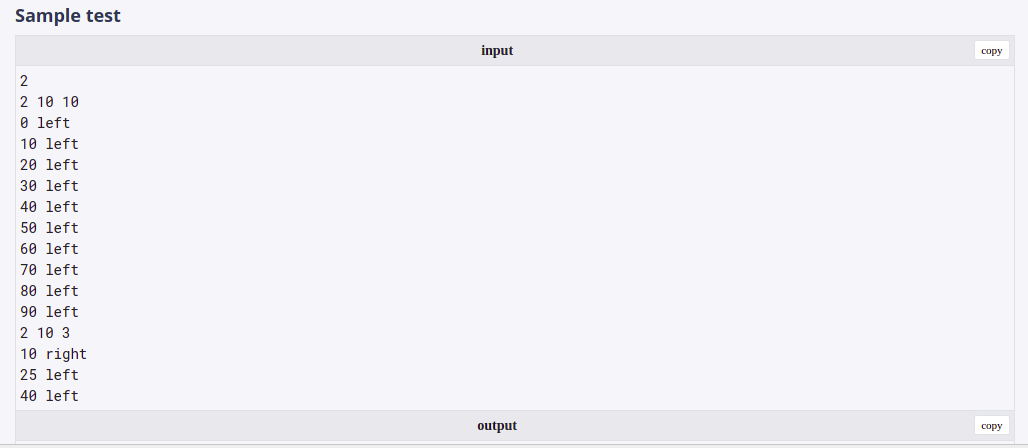 Sample test
input
copy
2
2 10 10
0 left
10 left
20 left
30 left
40 left
50 left
60 left
70 left
80 left
90 left
2 10 3
10 right
25 left
40 left
output
copy